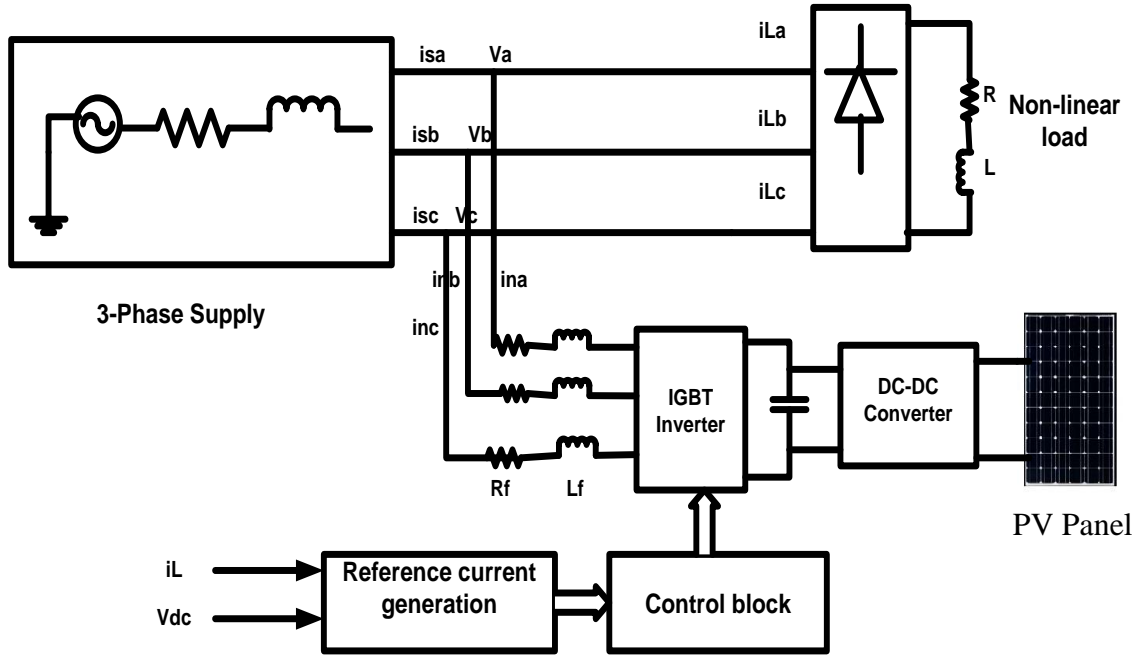 isa
Va
iLa
isb
Vb
iLb
isc
Vc
iLc
R
L
Non-linear
load
3-Phase Supply
inb
ina
inc
Rf
Lf
IGBT
Inverter
DC-DC
Converter
PV Panel
iL
Vdc
Reference current
generation
Control block